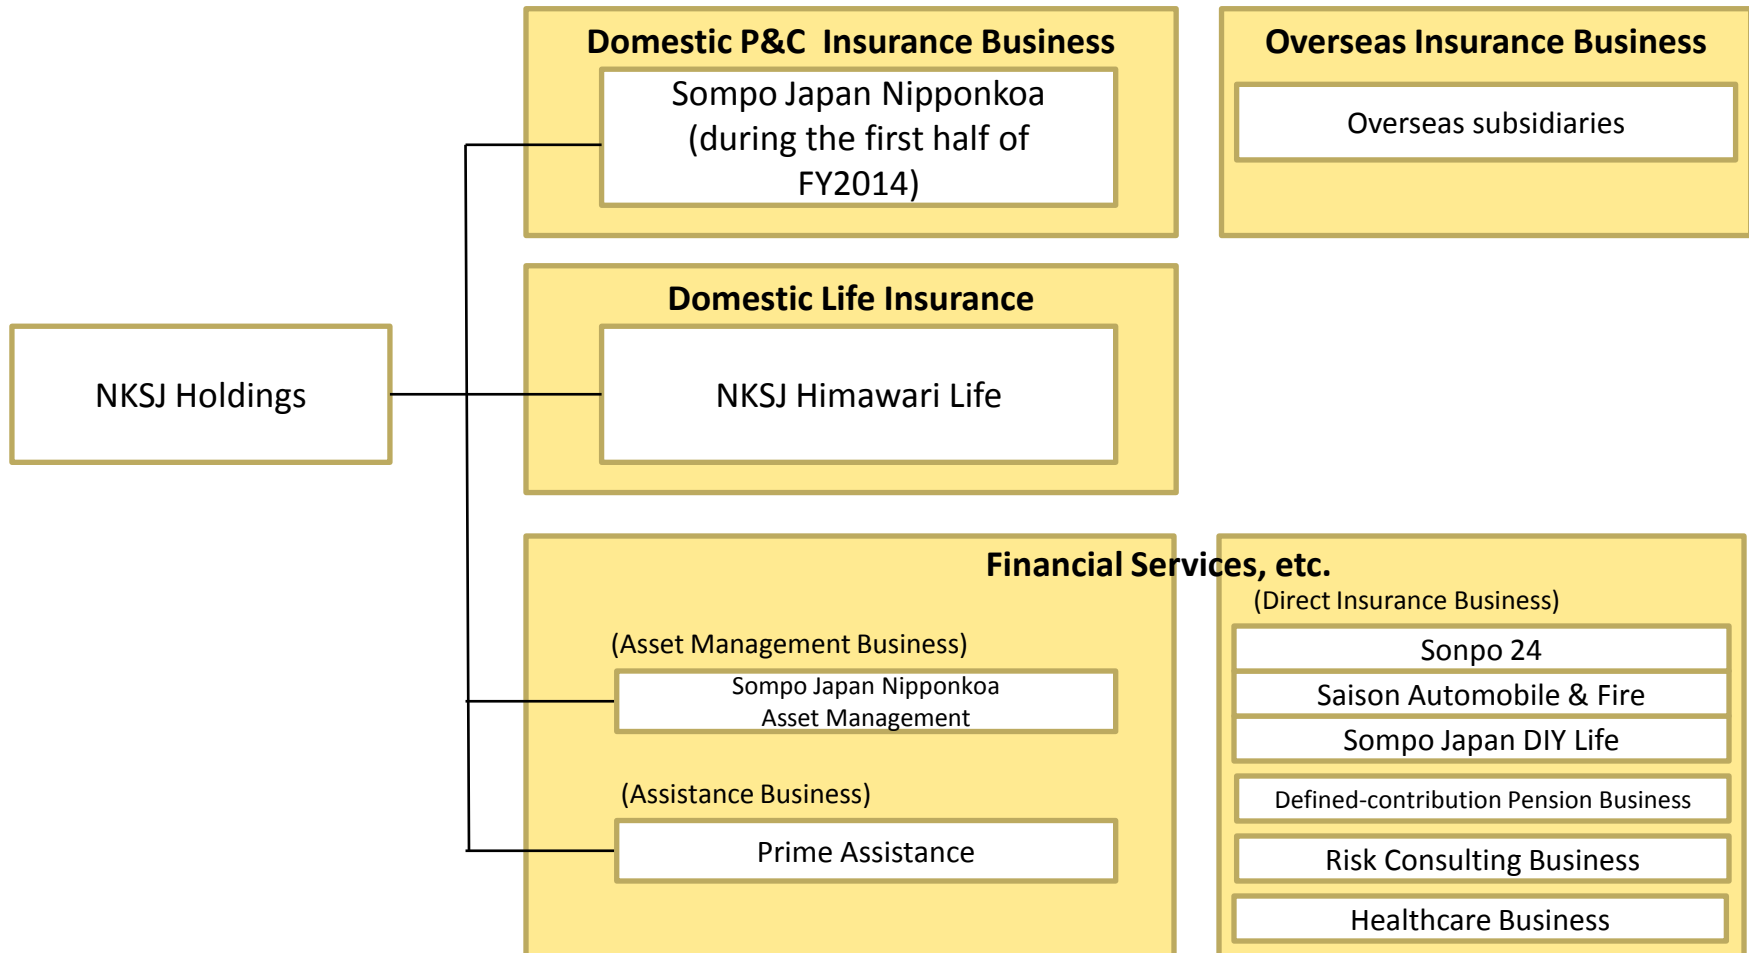 Domestic P&C Insurance Business
Sompo Japan Nipponkoa
(during the first half of
FY2014)
Overseas Insurance Business
Overseas subsidiaries
Domestic Life Insurance
NKSJ Himawari Life
NKSJ Holdings
Financial Services, etc.
(Asset Management Business)
Sompo Japan Nipponkoa
Asset Management
(Assistance Business)
Prime Assistance
(Direct Insurance Business)
Sonpo 24
Saison Automobile & Fire
Sompo Japan DIY Life
Defined-contribution Pension Business
Risk Consulting Business
Healthcare Business